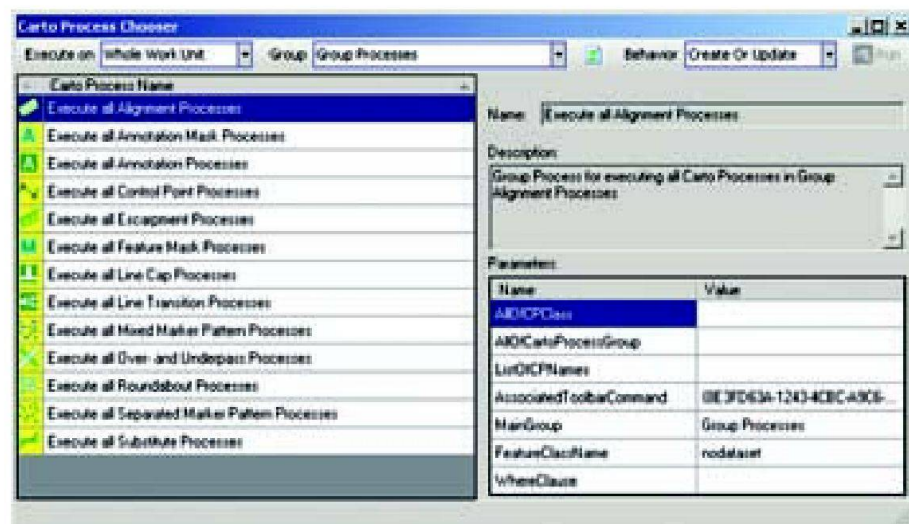 Carto Process Chooser
Execute on Whole Work Unit Group Group Processes Behavior Create Or Update Run
Carto Process Name
Execute all Alignment Processes
Execute all Annotation Mask Processes
Execute all Annotation Processes
Execute all Control Point Processes
Execute all Escarpment Processes
Execute all Feature Mask Processes
Execute all Line Cap Processes
Execute all Line Transition Processes
Execute all Mixed Marker Pattern Processes
Execute all Over- and Underpass Processes
Execute all Roundabout Processes
Execute all Separated Marker Pattern Processes
Execute all Substitute Processes
Name: Execute all Alignment Processes
Description:
Group Process for executing all Carto Processes in Group
Alignment Processes
Parameters:
Name Value
AllOfCPClass
AllOfCartoProcessGroup
ListOfCPNames
AssociatedToolbarCommand
MainGroup Group Processes
FeatureClassName nodataset
WhereClause